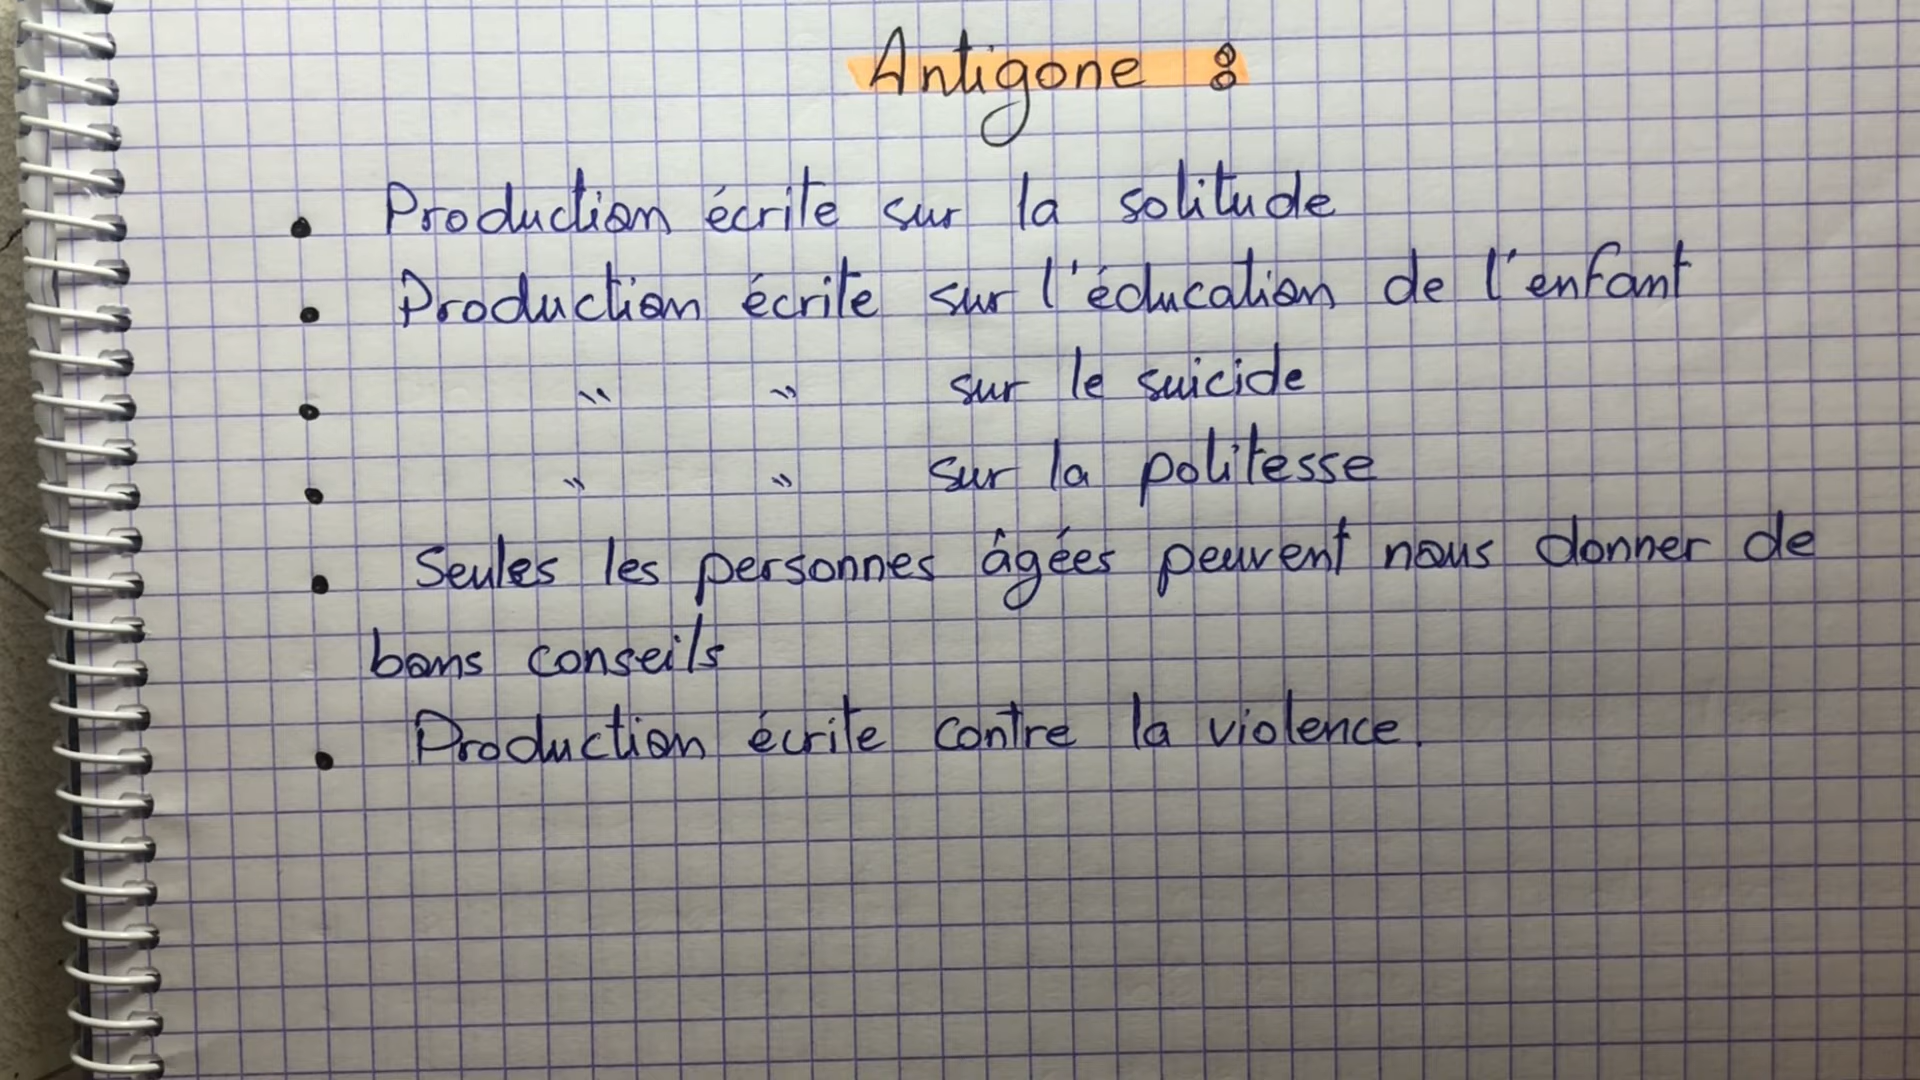 Antigone :
• Production écrite sur la solitude
• Production écrite sur l'éducation de l'enfant
• " " sur le suicide
• " " sur la politesse
• Seules les personnes âgées peuvent nous donner de
bons conseils
• Production écrite contre la violence.